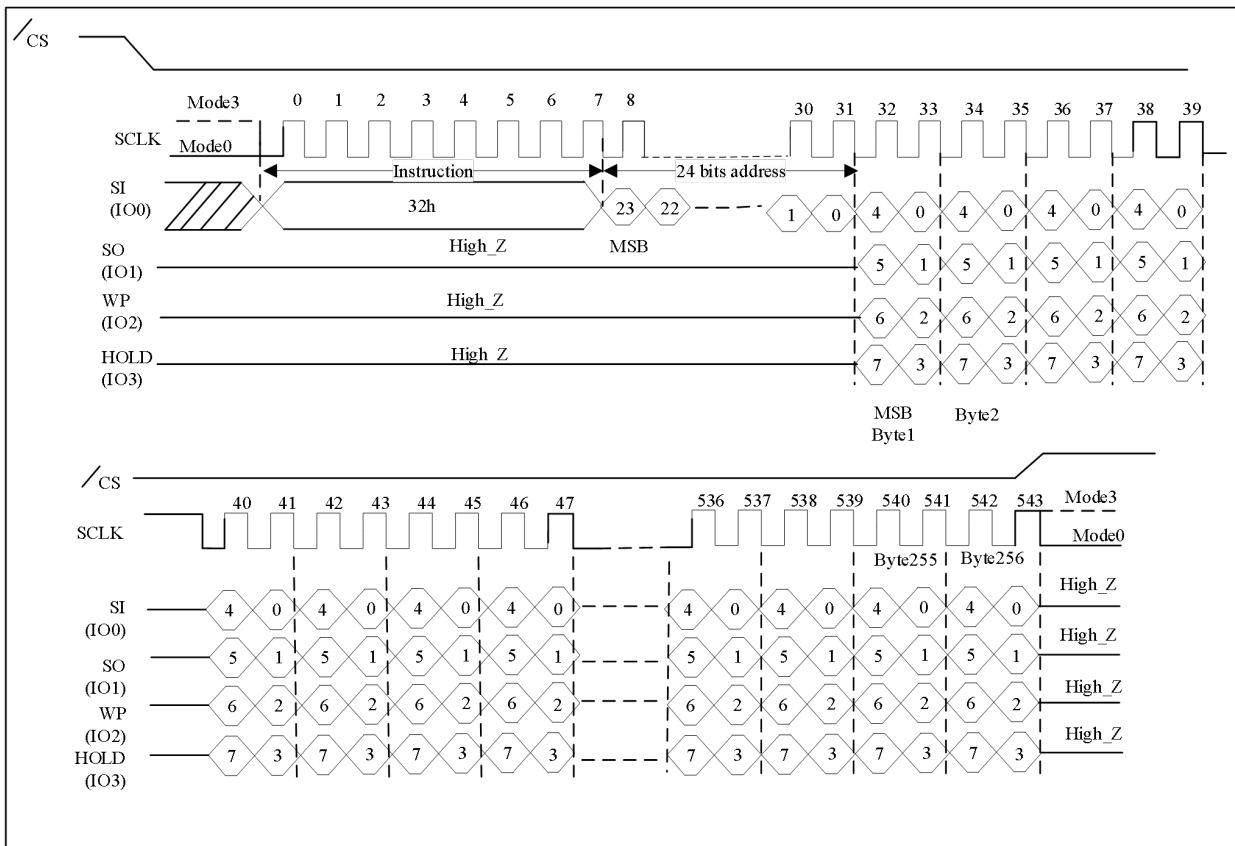 /CS
Mode3 0 1 2 3 4 5 6 7 8 30 31 32 33 34 35 36 37 38 39
SCLK
Mode0
Instruction 24 bits address
SI
(IO0)
32h 23 22 1 0 4 0 4 0 4 0 4 0
High_Z MSB
SO
(IO1)
5 1 5 1 5 1 5 1
High_Z
WP
(IO2)
6 2 6 2 6 2 6 2
High_Z
HOLD
(IO3)
7 3 7 3 7 3 7 3
MSB Byte2
Byte1
/CS
40 41 42 43 44 45 46 47 536 537 538 539 540 541 542 543 Mode3
SCLK
Mode0
Byte255 Byte256
High_Z
SI
(IO0)
4 0 4 0 4 0 4 0 4 0 4 0 4 0 4 0
High_Z
SO
(IO1)
5 1 5 1 5 1 5 1 5 1 5 1 5 1 5 1
High_Z
WP
(IO2)
6 2 6 2 6 2 6 2 6 2 6 2 6 2 6 2
High_Z
HOLD
(IO3)
7 3 7 3 7 3 7 3 7 3 7 3 7 3 7 3